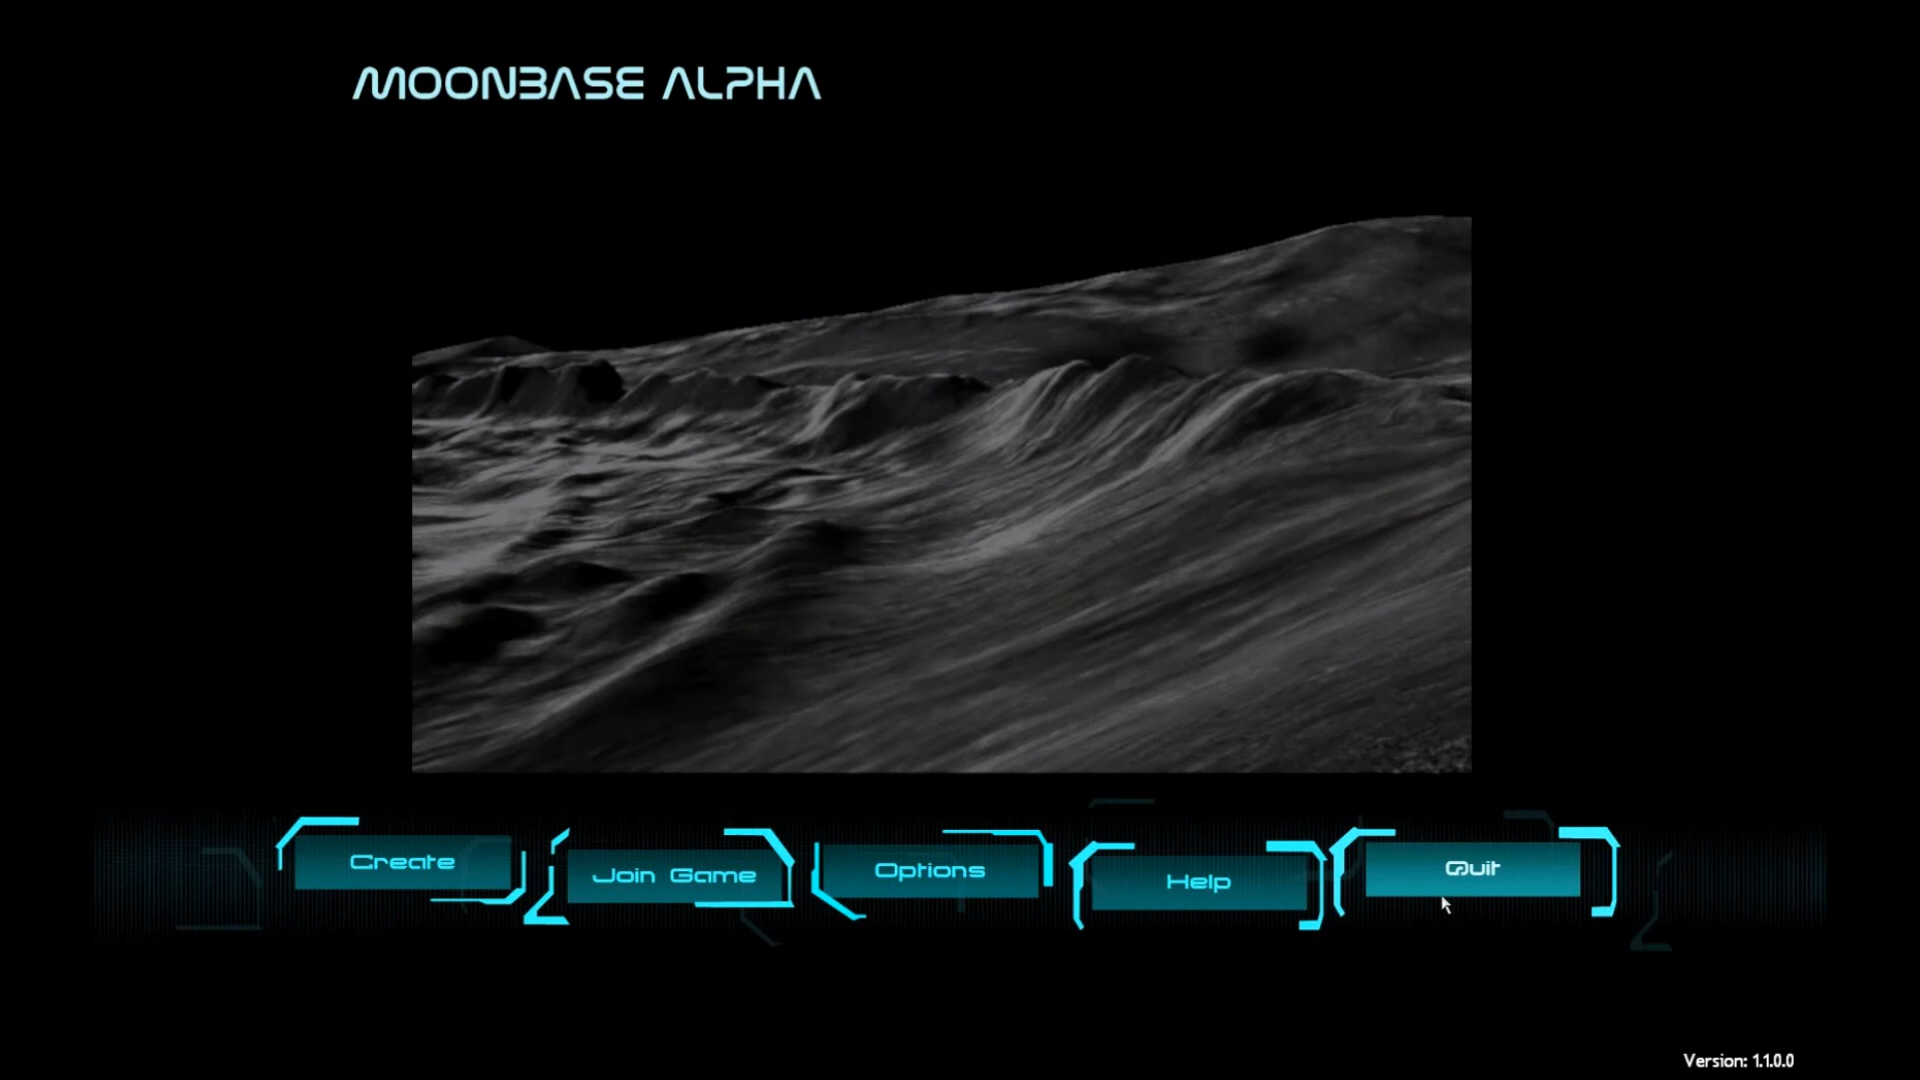 MOONBASE ALPHA
Create
Join Game
Options
Help
Quit
Version: 1.1.0.0